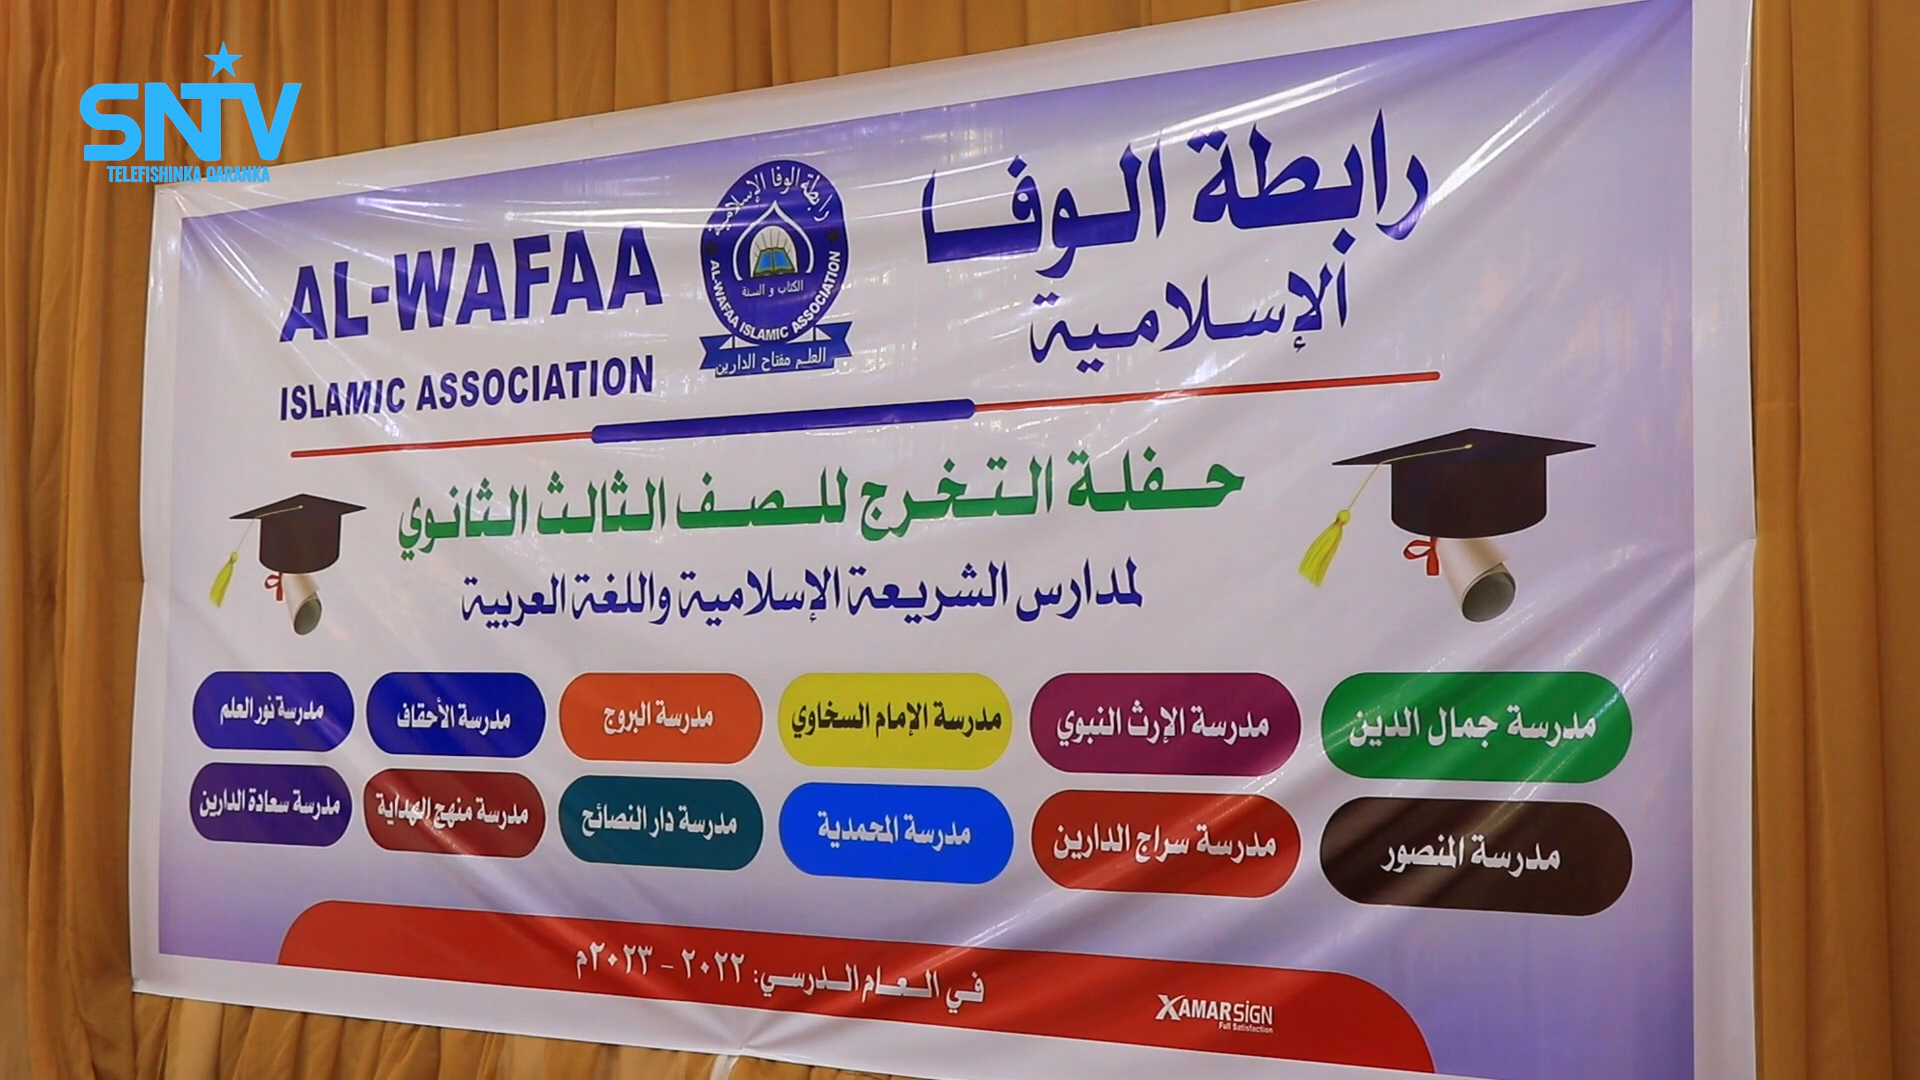 SNTV
TELEFISHINKA QARANKA
رابطة الوفا
الإسلامية
AL-WAFAA
ISLAMIC ASSOCIATION
رابطة الوفا الإسلامية
الكتاب و السنة
AL-WAFAA ISLAMIC ASSOCIATION
العلم مفتاح الدارين
حفلة التخرج للصف الثالث الثانوي
لمدارس الشريعة الإسلامية واللغة العربية
مدرسة جمال الدين
مدرسة الإرث النبوي
مدرسة الإمام السخاوي
مدرسة البروج
مدرسة الأحقاف
مدرسة نور العلم
مدرسة المنصور
مدرسة سراج الدارين
مدرسة المحمدية
مدرسة دار النصائح
مدرسة منهج الهداية
مدرسة سعادة الدارين
في العام الدرسي: ٢٠٢٢ - ٢٠٢٣م
XAMARSIGN
Full Satisfaction